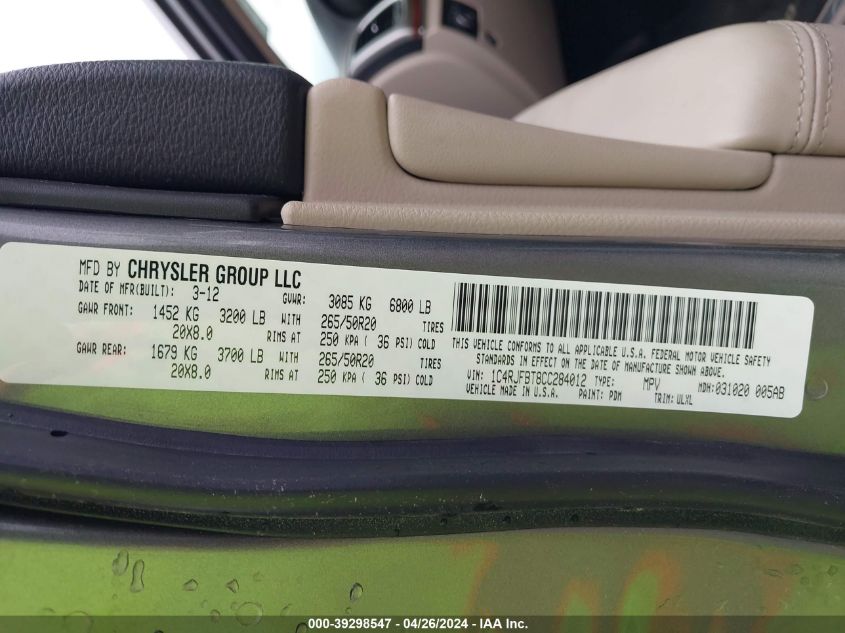 MFD BY CHRYSLER GROUP LLC
DATE OF MFR(BUILT): 3-12 GVWR: 3085 KG 6800 LB
GAWR FRONT: 1452 KG 3200 LB WITH 265/50R20 TIRES
20X8.0 RIMS AT 250 KPA ( 36 PSI) COLD
GAWR REAR: 1679 KG 3700 LB WITH 265/50R20 TIRES
20X8.0 RIMS AT 250 KPA ( 36 PSI) COLD
THIS VEHICLE CONFORMS TO ALL APPLICABLE U.S.A. FEDERAL MOTOR VEHICLE SAFETY
STANDARDS IN EFFECT ON THE DATE OF MANUFACTURE SHOWN ABOVE.
VIN: 1C4RJFBT8CC284012 TYPE: MPV MDH: 031020 005AB
VEHICLE MADE IN U.S.A. PAINT: PDM TRIM: ULXL
000-39298547 - 04/26/2024 - IAA Inc.